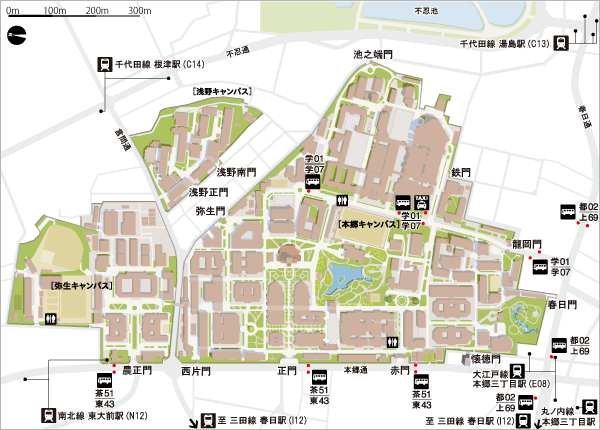 0m 100m 200m 300m
不忍池
千代田線 湯島駅 (C13)
不忍通
池之端門
千代田線 根津駅 (C14)
[浅野キャンパス]
春日通
言問通
学01
学07
浅野南門
浅野正門
弥生門
鉄門
TAXI
学01
学07
都02
上69
[本郷キャンパス]
龍岡門
学01
学07
[弥生キャンパス]
春日門
都02
上69
懐徳門
農正門
西片門
正門
本郷通
赤門
大江戸線
本郷三丁目駅 (E08)
茶51
東43
茶51
東43
茶51
東43
都02
上69
丸ノ内線
本郷三丁目駅
南北線 東大前駅 (N12)
至 三田線 春日駅 (I12)
至 三田線 春日駅 (I12)